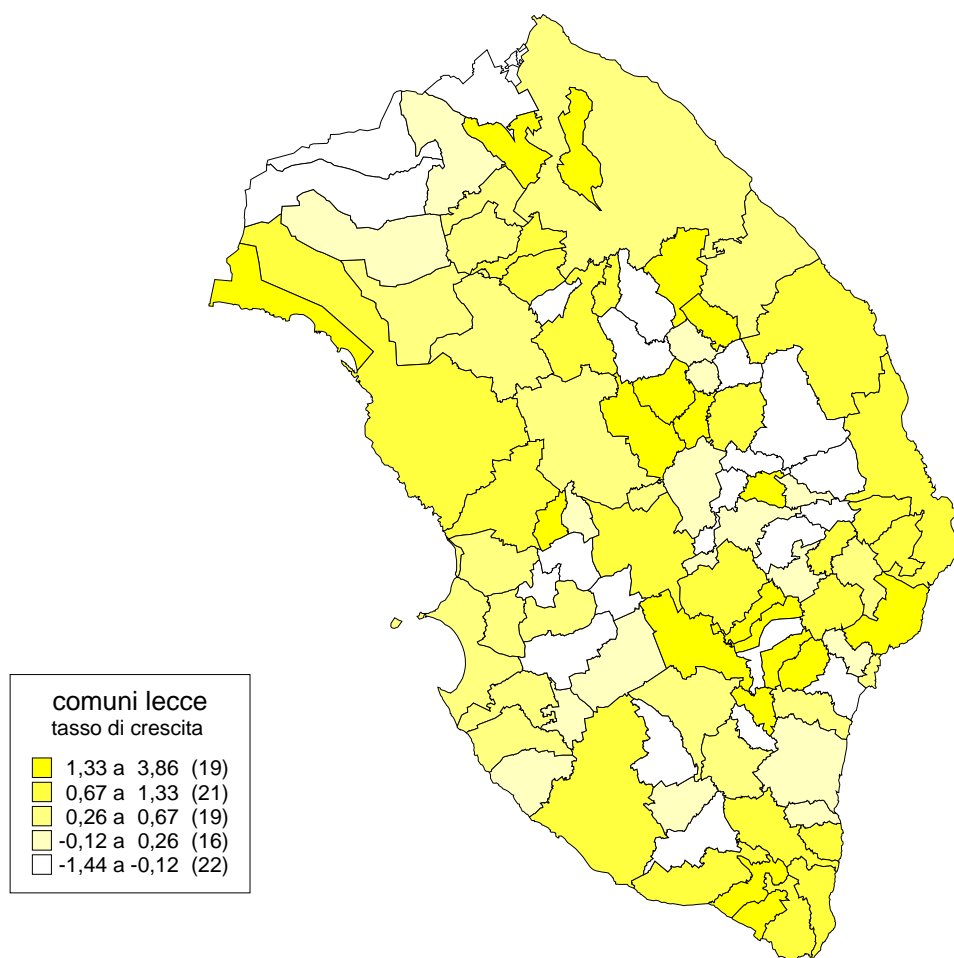 comuni lecce
tasso di crescita
1,33 a 3,86 (19)
0,67 a 1,33 (21)
0,26 a 0,67 (19)
-0,12 a 0,26 (16)
-1,44 a -0,12 (22)